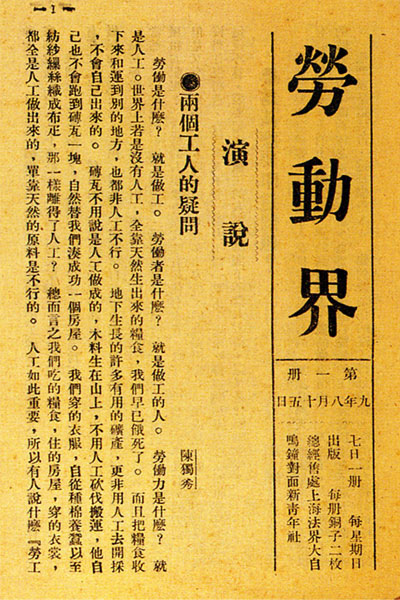 — 1 —
勞動界
第一册
九年八月十五日
七日一册　每星期日
出版　每册銅子二枚
總經售處上海法界大自
鳴鐘對面新青年社
演說
兩個工人的疑問
陳獨秀
勞働是什麽？　就是做工。　勞働者是什麽？　就是做工的人。　勞働力是什麽？　就
是人工。世界上若是沒有人工，全靠天然生出來的糧食，我們早已餓死了。　而且把糧食收
下來和運到別的地方，也都非人工不行。　地下生長的許多有用的礦產，更非用人工去開採
，不會自己出來的。　磚瓦不用說是人工做成的，木料生在山上，不用人工砍伐搬運，他自
己也不會跑到磚瓦一塊，自然替我們湊成功一個房屋。　我們穿的衣服，自從種棉養蠶以至
紡紗繅絲織成布疋，那一樣離得了人工？　總而言之我們吃的糧食，住的房屋，穿的衣裳，
都全是人工做出來的，單靠天然的原料是不行的。　人工如此重要，所以有人說什麽『勞工